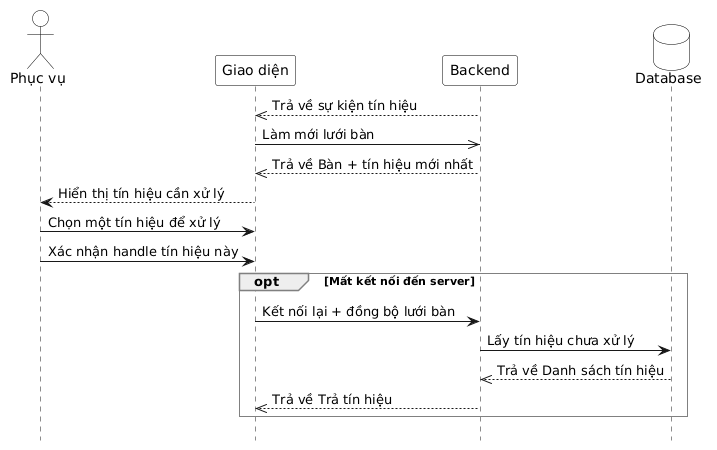 Phục vụ
Giao diện
Backend
Database
Trả về sự kiện tín hiệu
Làm mới lưới bàn
Trả về Bàn + tín hiệu mới nhất
Hiển thị tín hiệu cần xử lý
Chọn một tín hiệu để xử lý
Xác nhận handle tín hiệu này
opt [Mất kết nối đến server]
Kết nối lại + đồng bộ lưới bàn
Lấy tín hiệu chưa xử lý
Trả về Danh sách tín hiệu
Trả về Trả tín hiệu